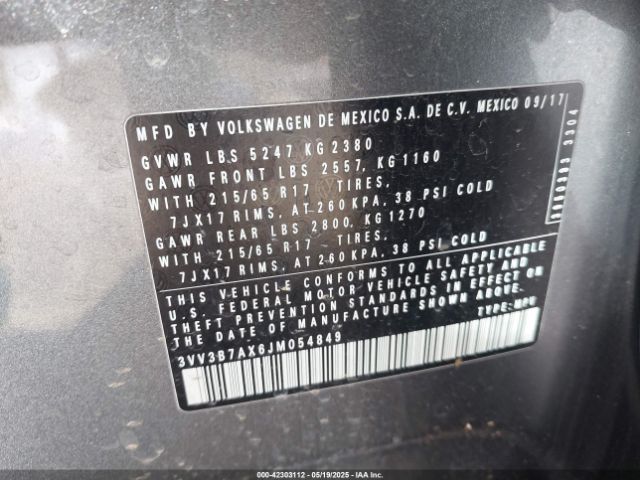 MFD BY VOLKSWAGEN DE MEXICO S.A. DE C.V. MEXICO 09/17
GVWR LBS 5247 KG 2380
GAWR FRONT LBS 2557, KG 1160
WITH 215/65 R17 TIRES,
7JX17 RIMS, AT 260 KPA, 38 PSI COLD
GAWR REAR LBS 2800, KG 1270
WITH 215/65 R17 TIRES,
7JX17 RIMS, AT 260 KPA, 38 PSI COLD
THIS VEHICLE CONFORMS TO ALL APPLICABLE
U.S. FEDERAL MOTOR VEHICLE SAFETY AND
THEFT PREVENTION STANDARDS IN EFFECT ON
THE DATE OF MANUFACTURE SHOWN ABOVE.
3VV3B7AX6JM054849
TYPE: MPV
3304
000-42303112 - 05/19/2025 - IAAI Copart